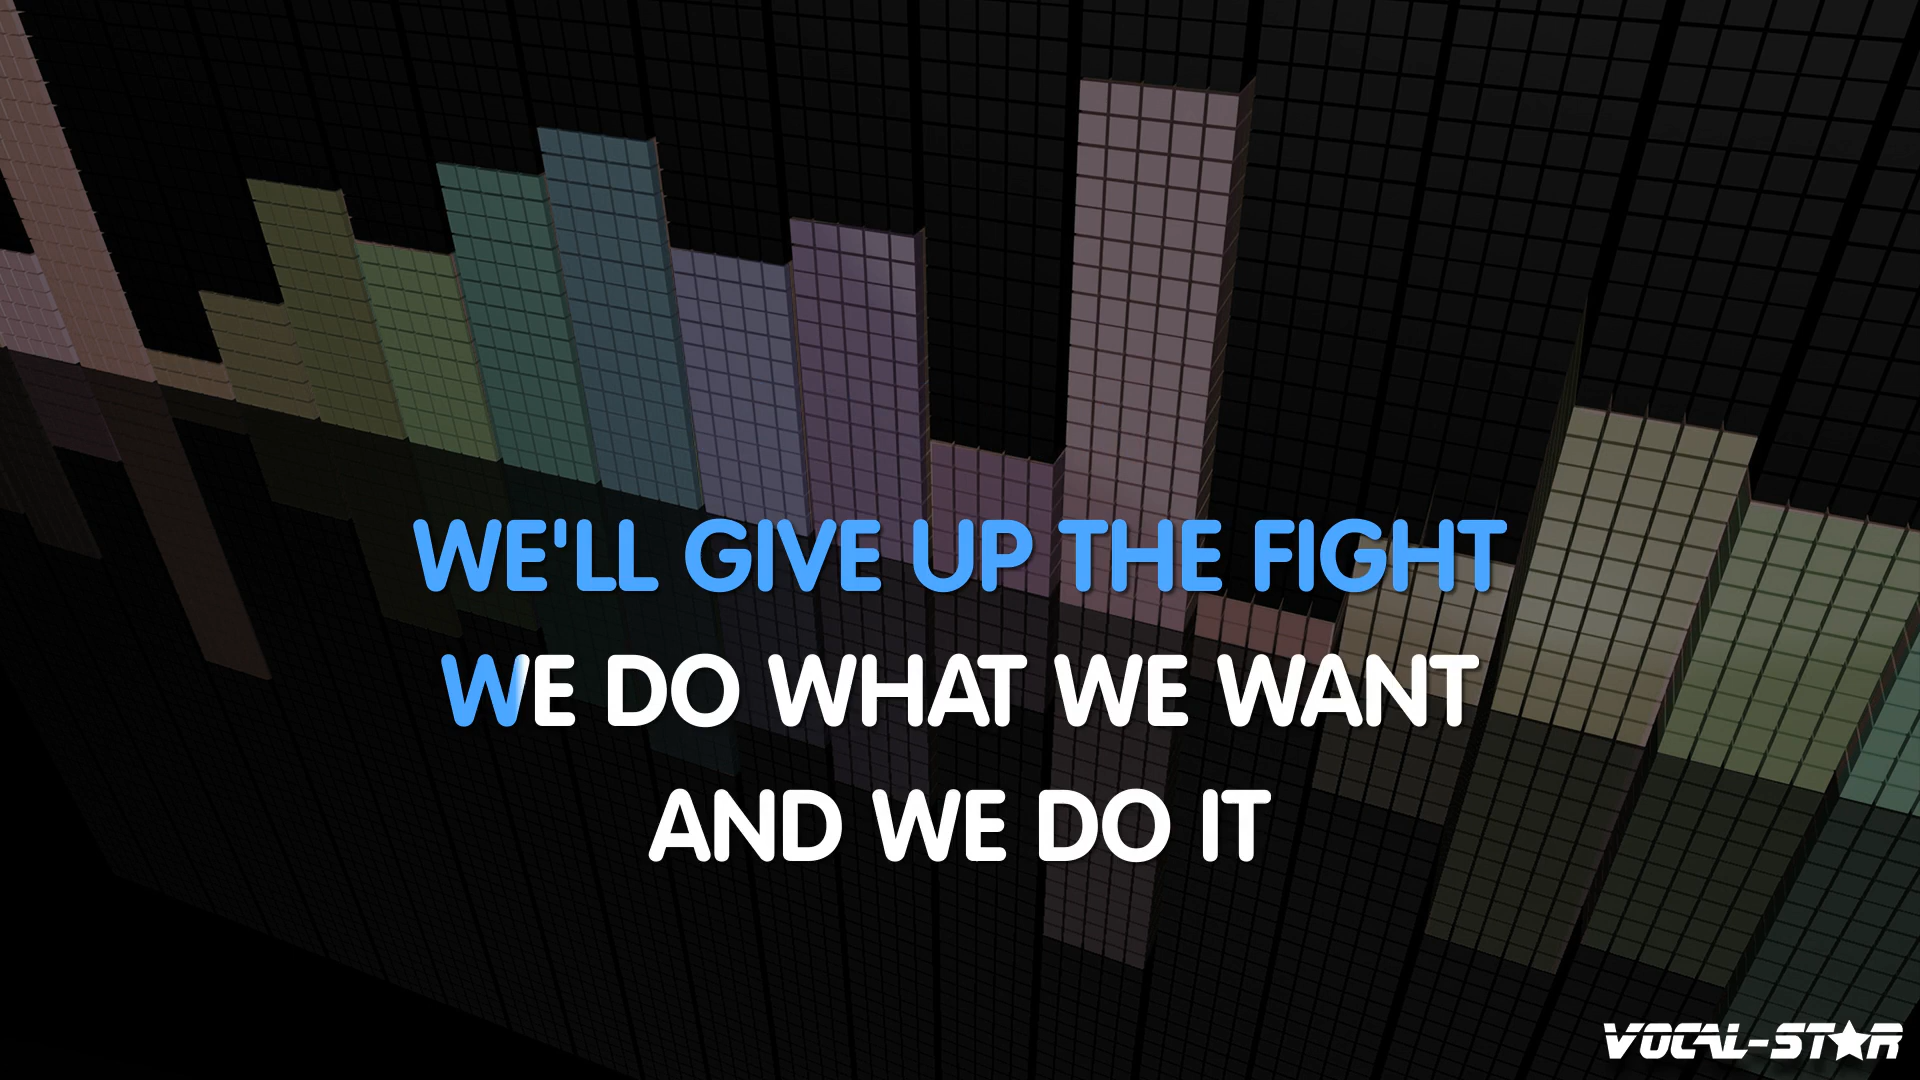 WE'LL GIVE UP THE FIGHT
WE DO WHAT WE WANT
AND WE DO IT
VOCAL-STAR